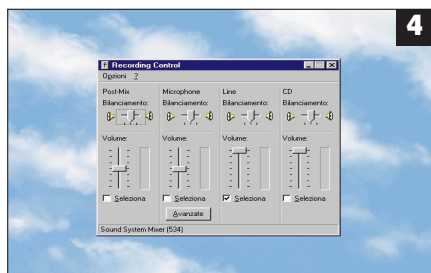 4
Recording Control
Opzioni ?
Post-Mix Microphone Line CD
Bilanciamento: Bilanciamento: Bilanciamento: Bilanciamento:
Volume: Volume: Volume: Volume:
Seleziona Seleziona Seleziona Seleziona
Avanzate
Sound System Mixer (534)